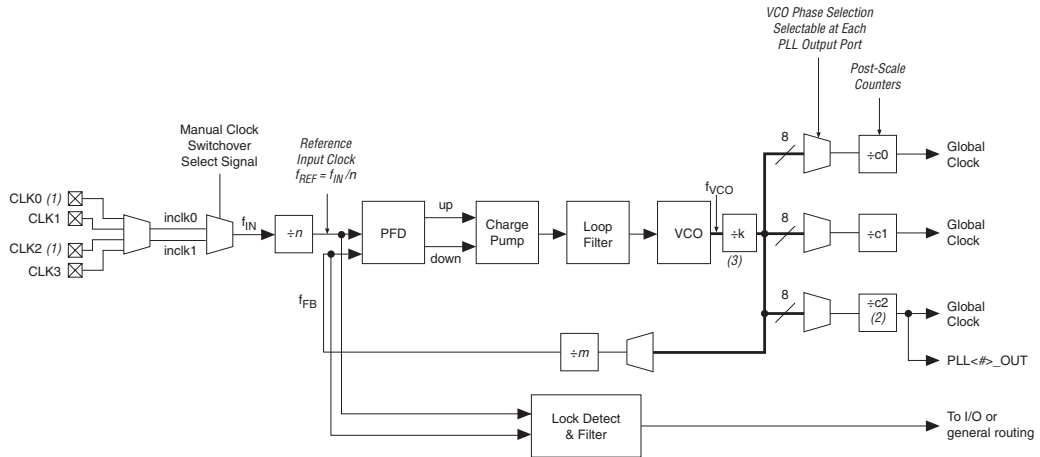 VCO Phase Selection
Selectable at Each
PLL Output Port
Post-Scale
Counters
Manual Clock
Switchover
Select Signal
Reference
Input Clock
fREF = fIN/n
CLK0 (1)
CLK1
CLK2 (1)
CLK3
inclk0
inclk1
fIN
÷n
PFD
up
down
Charge
Pump
Loop
Filter
VCO
fVCO
÷k
(3)
8
÷c0
Global
Clock
8
÷c1
Global
Clock
8
÷c2
(2)
Global
Clock
PLL<#>_OUT
fFB
÷m
Lock Detect
& Filter
To I/O or
general routing